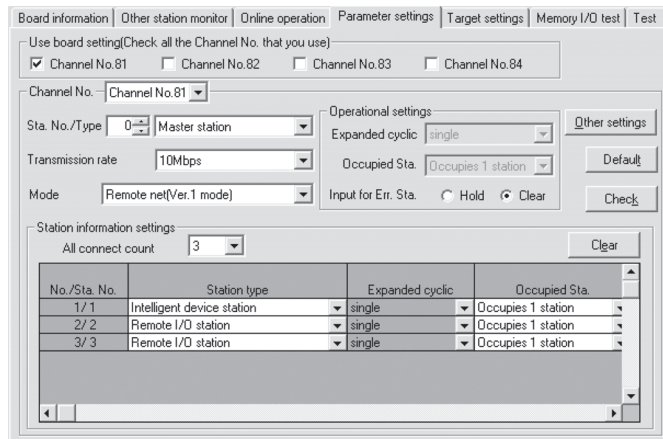 Board information Other station monitor Online operation Parameter settings Target settings Memory I/O test Test
Use board setting(Check all the Channel No. that you use)
Channel No.81 Channel No.82 Channel No.83 Channel No.84
Channel No. Channel No.81
Operational settings
Sta. No./Type 0 Master station
Expanded cyclic single
Other settings
Transmission rate 10Mbps
Occupied Sta. Occupies 1 station
Default
Mode Remote net(Ver.1 mode)
Input for Err. Sta. Hold Clear
Check
Station information settings
All connect count 3
Clear
No./Sta. No. Station type Expanded cyclic Occupied Sta.
1/ 1 Intelligent device station single Occupies 1 station
2/ 2 Remote I/O station single Occupies 1 station
3/ 3 Remote I/O station single Occupies 1 station